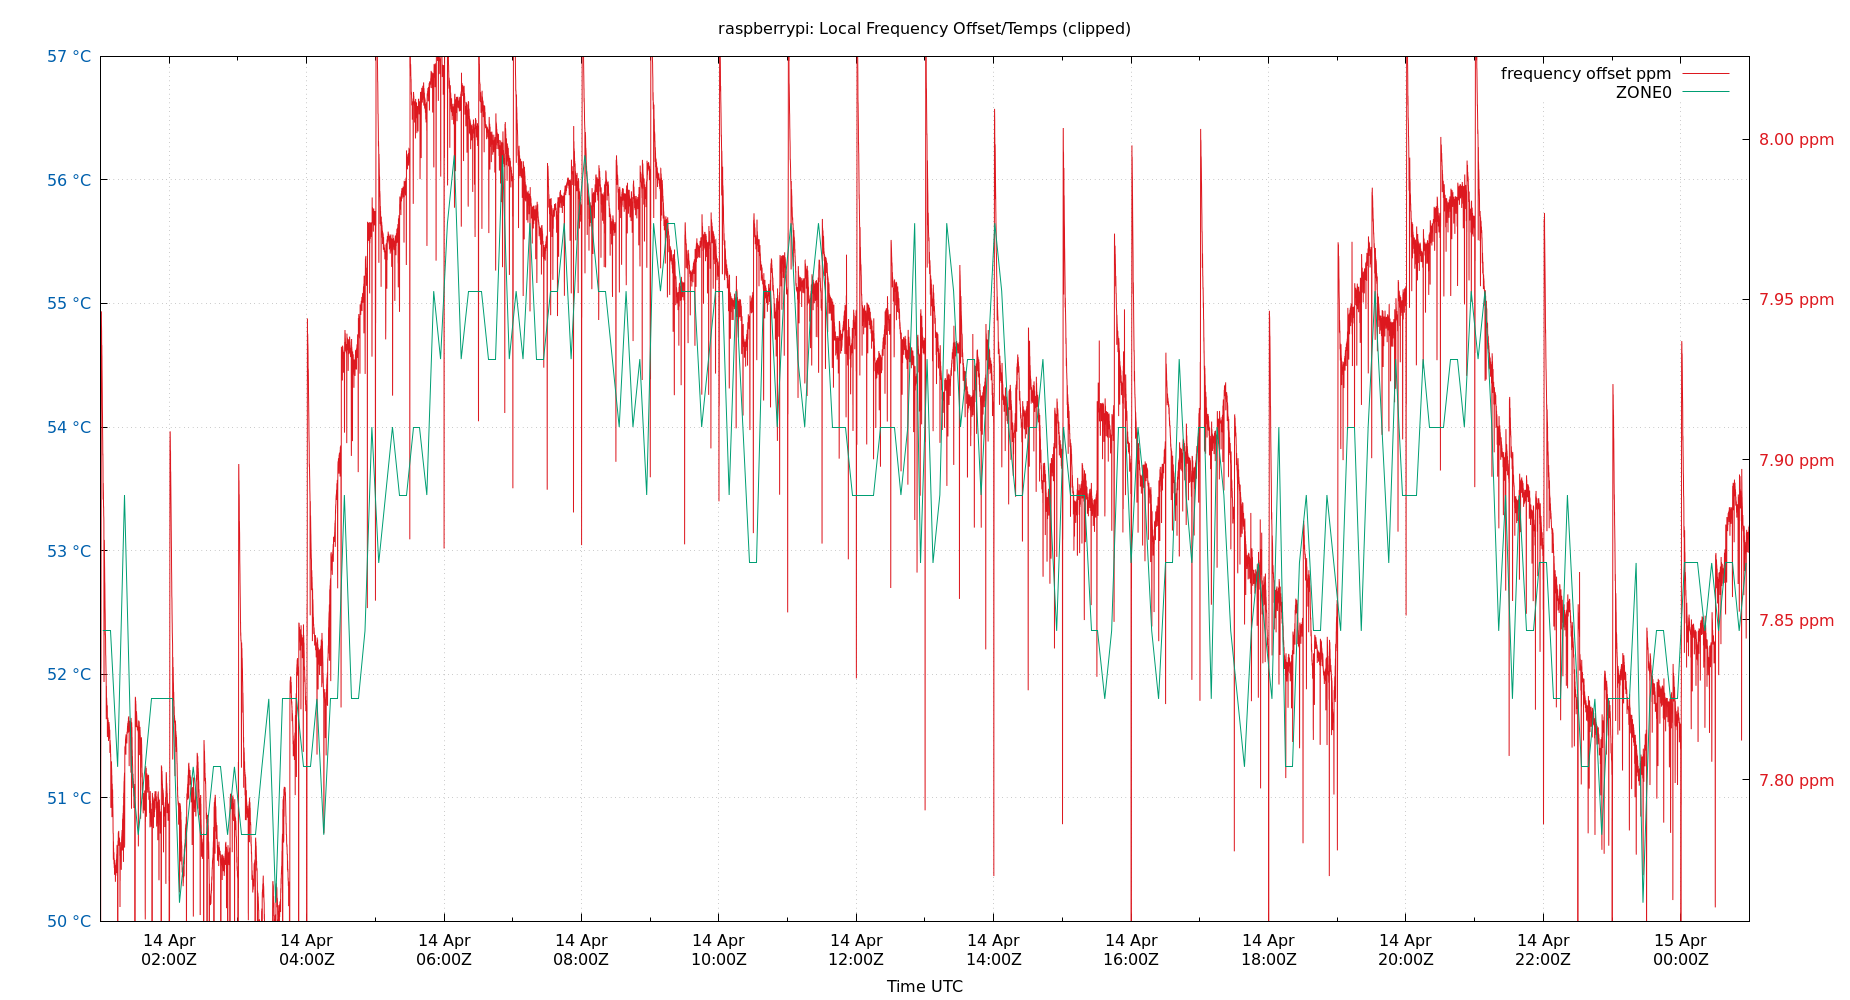 raspberrypi: Local Frequency Offset/Temps (clipped)
frequency offset ppm
ZONE0
57 °C
56 °C
55 °C
54 °C
53 °C
52 °C
51 °C
50 °C
8.00 ppm
7.95 ppm
7.90 ppm
7.85 ppm
7.80 ppm
14 Apr 14 Apr 14 Apr 14 Apr 14 Apr 14 Apr 14 Apr 14 Apr 14 Apr 14 Apr 14 Apr 15 Apr
02:00Z 04:00Z 06:00Z 08:00Z 10:00Z 12:00Z 14:00Z 16:00Z 18:00Z 20:00Z 22:00Z 00:00Z
Time UTC